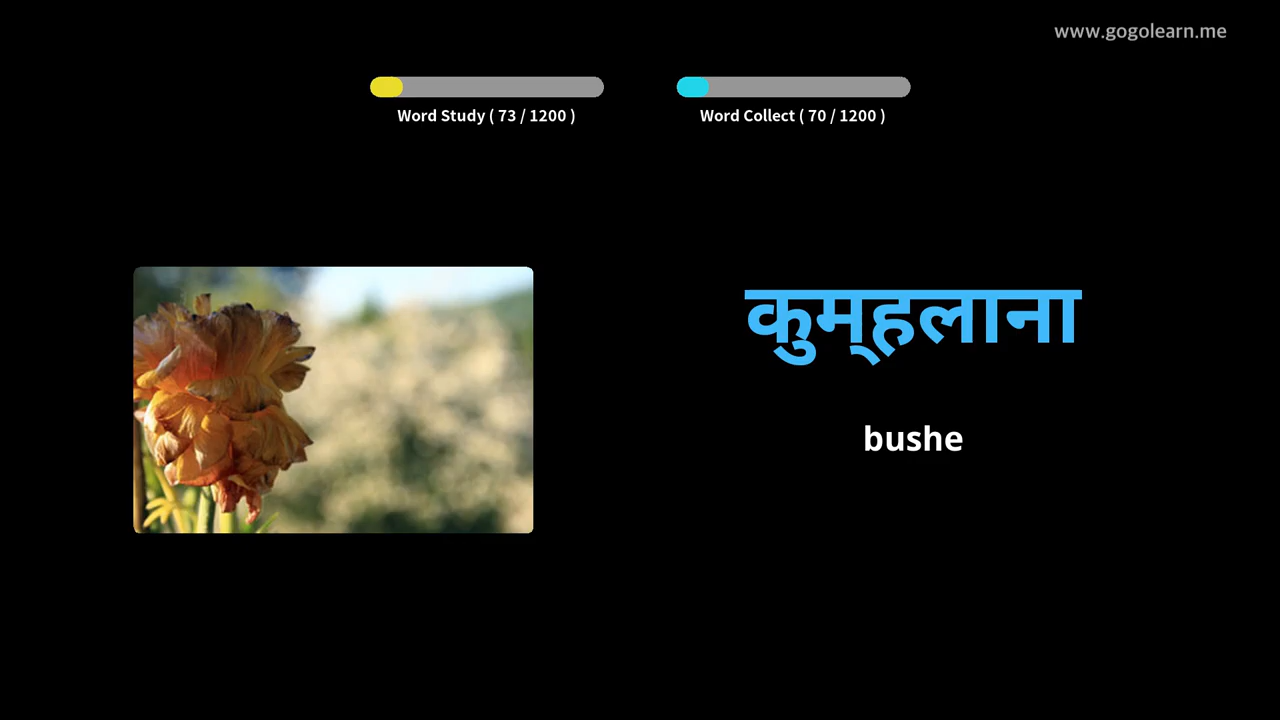 www.gogolearn.me
Word Study ( 73 / 1200 )
Word Collect ( 70 / 1200 )
कुम्हलाना
bushe